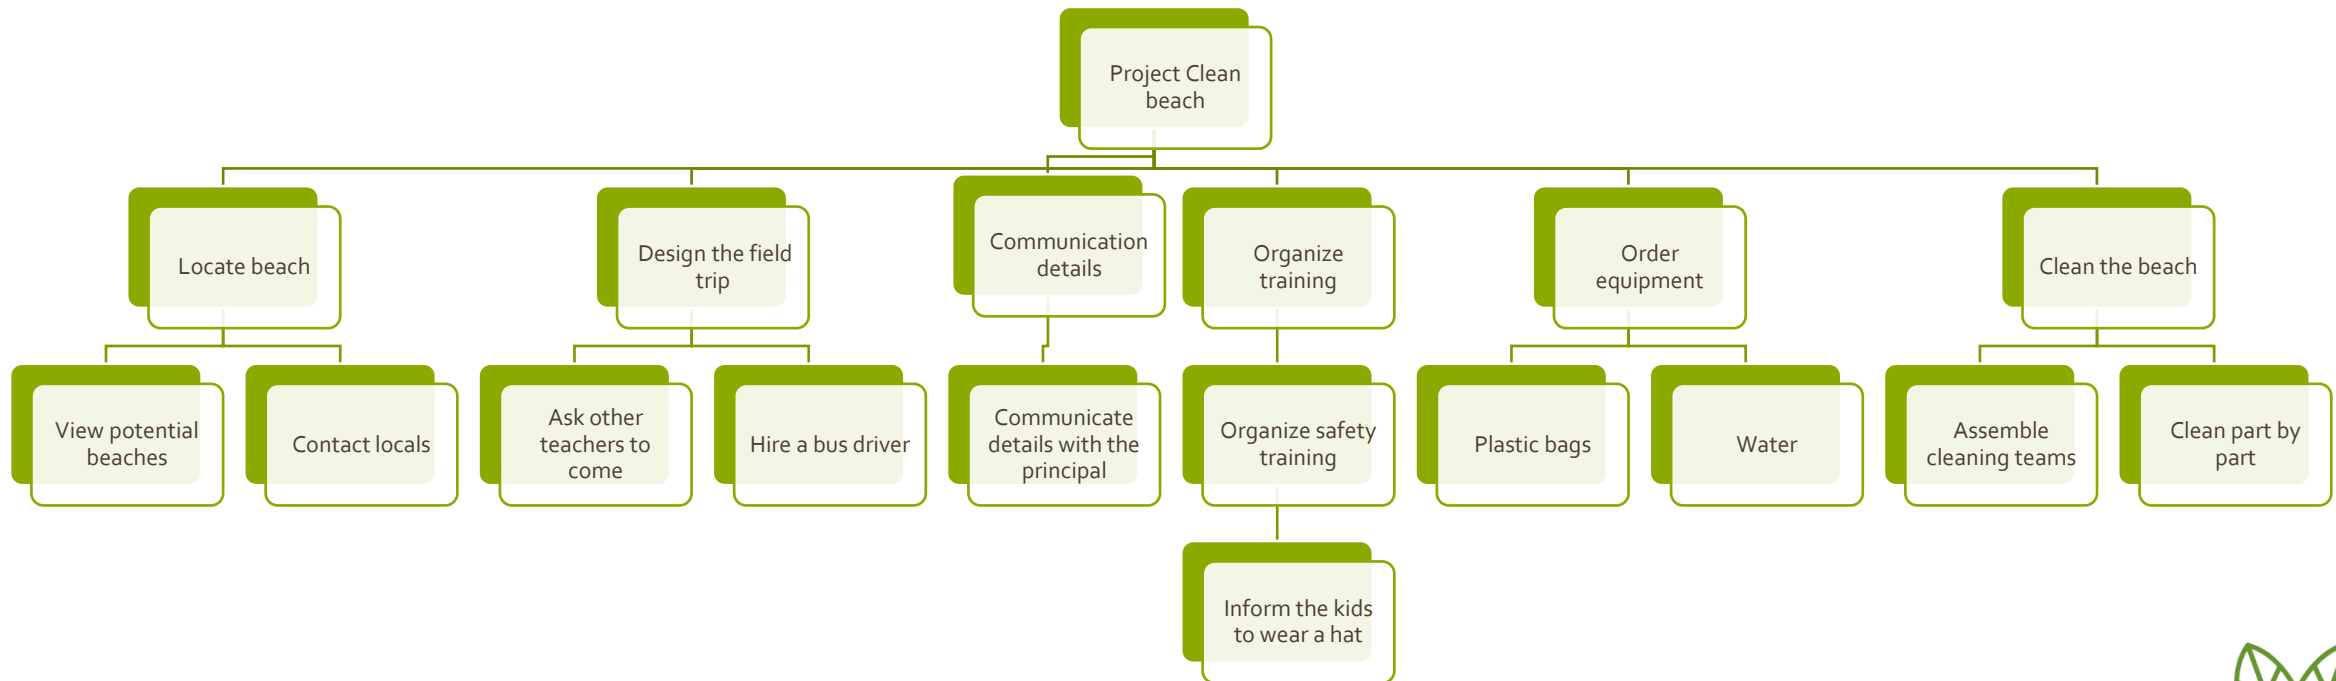 Project Clean
beach
Locate beach
Design the field
trip
Communication
details
Organize
training
Order
equipment
Clean the beach
View potential
beaches
Contact locals
Ask other
teachers to
come
Hire a bus driver
Communicate
details with the
principal
Organize safety
training
Plastic bags
Water
Assemble
cleaning teams
Clean part by
part
Inform the kids
to wear a hat